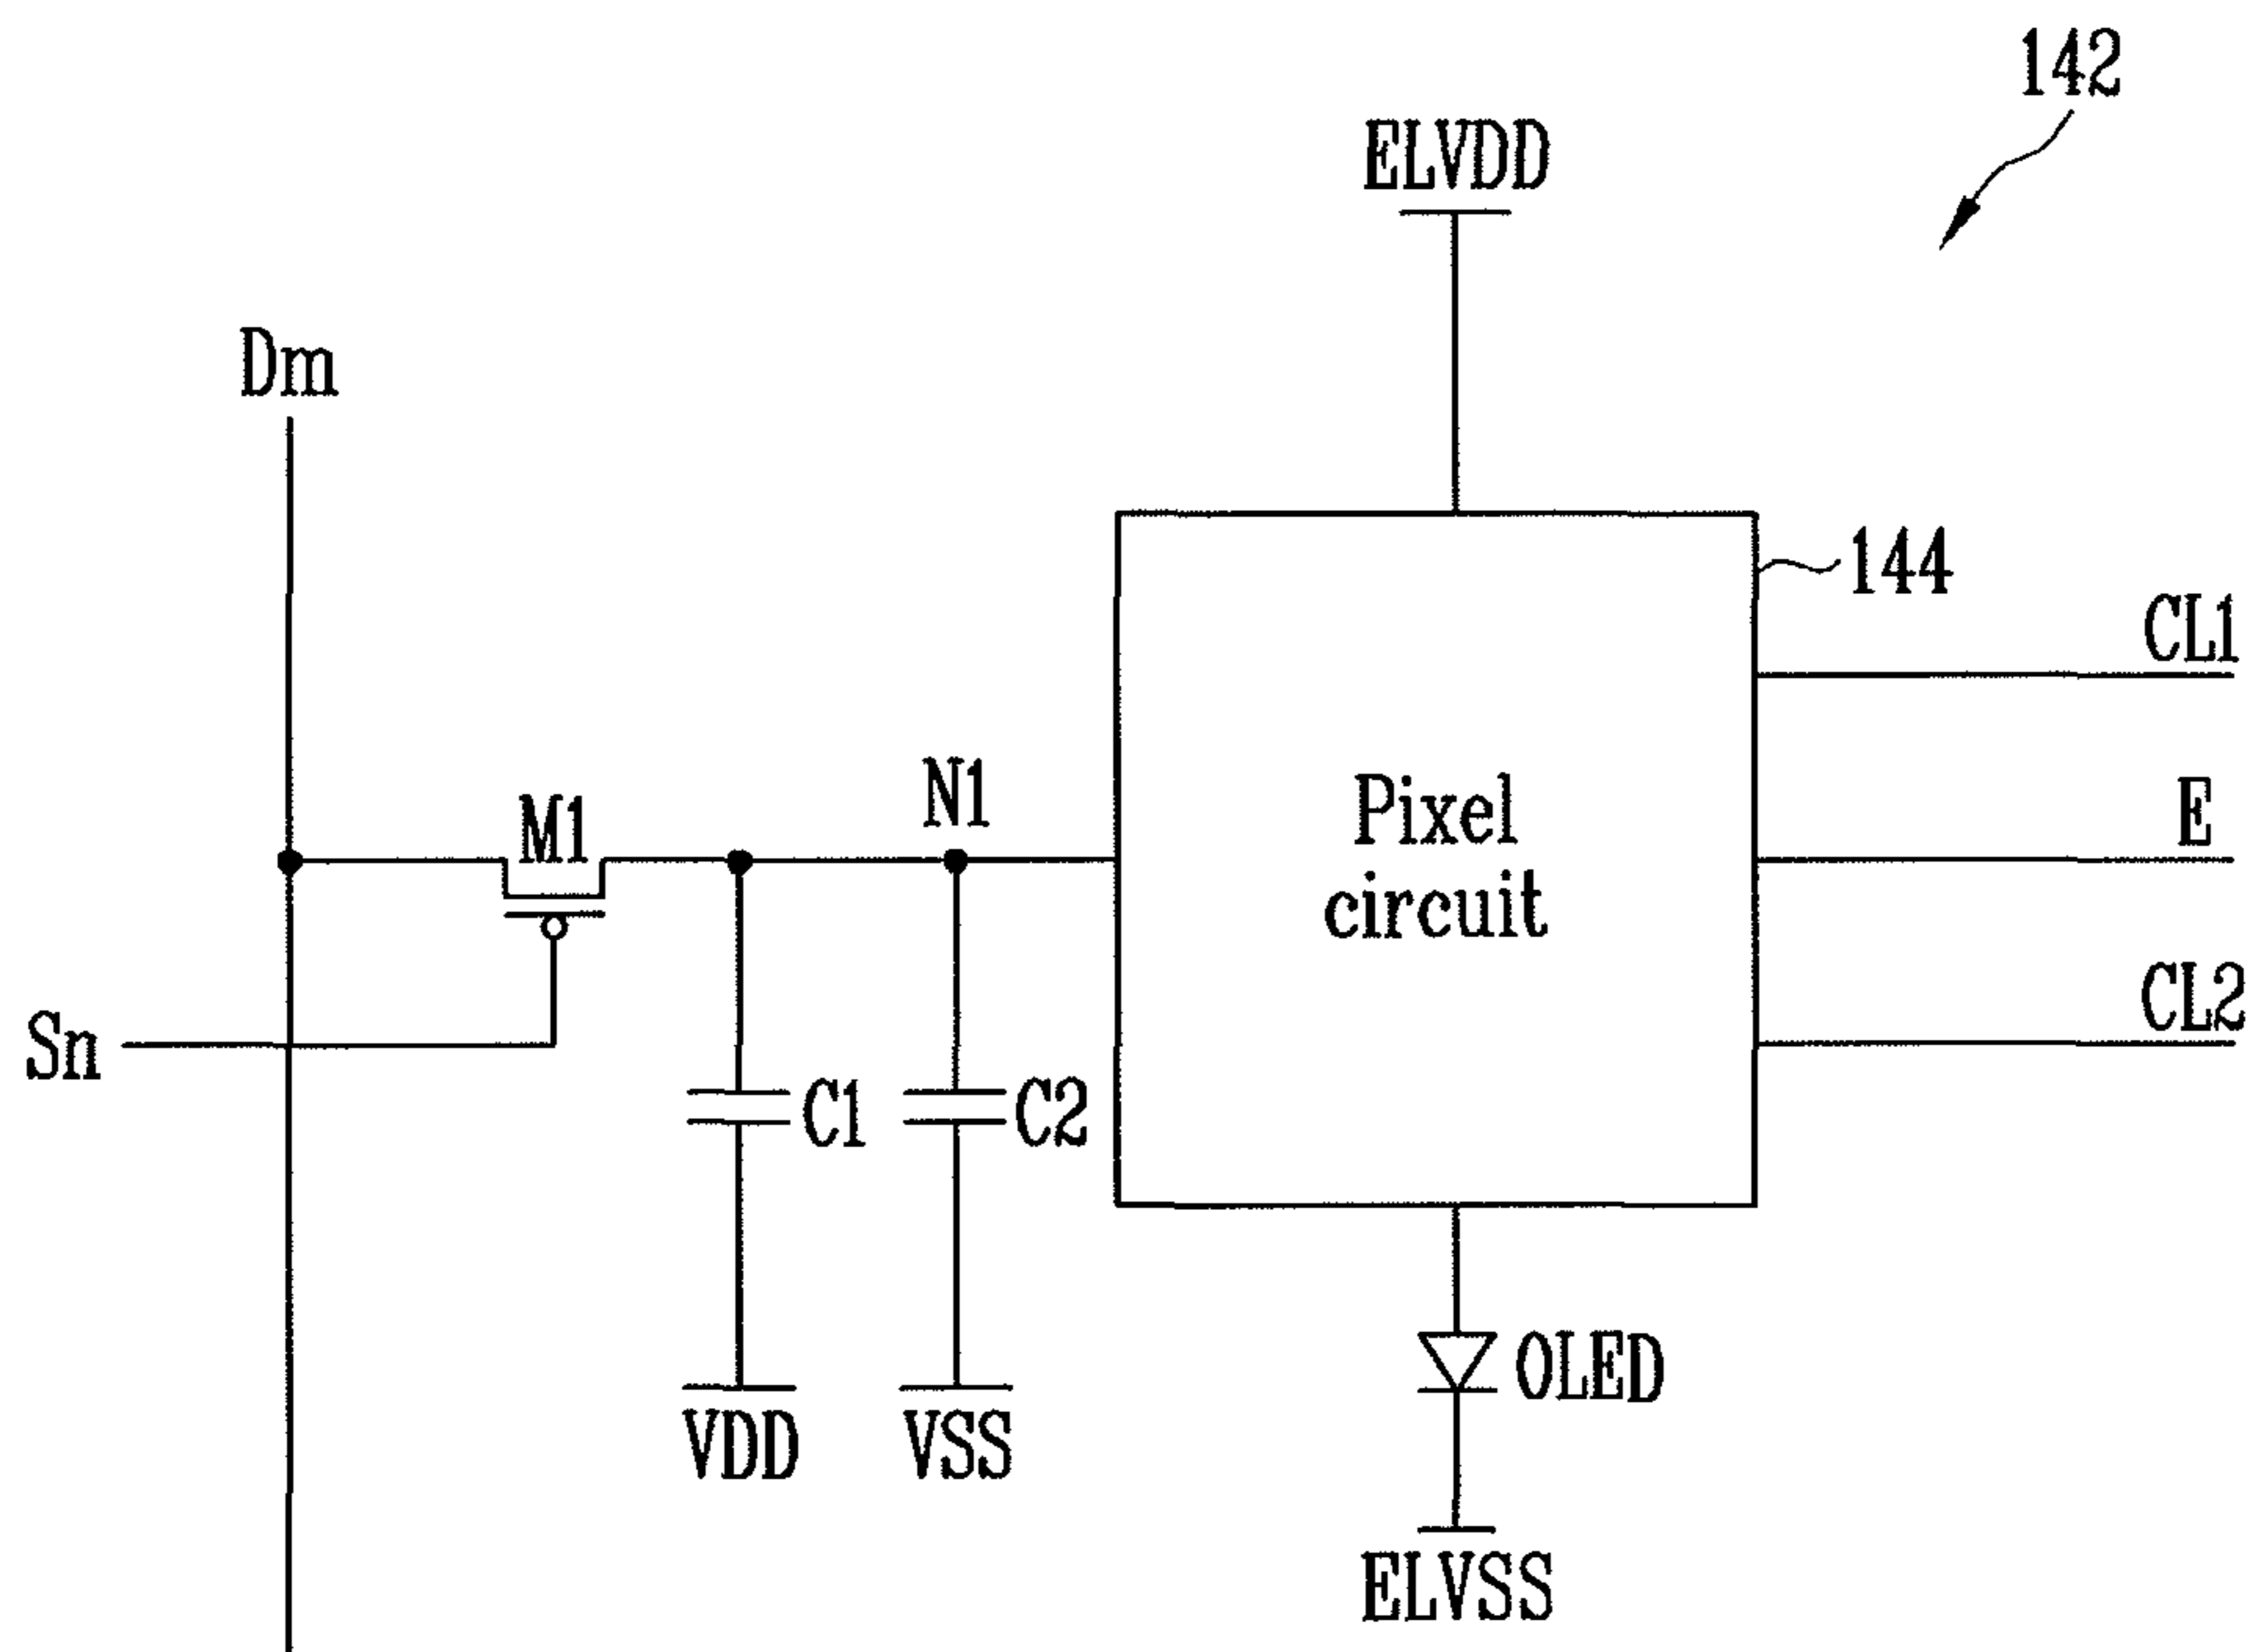 142
ELVDD
Dm
144
CL1
N1
M1
E
Pixel
circuit
CL2
Sn
C1
C2
OLED
VDD
VSS
ELVSS